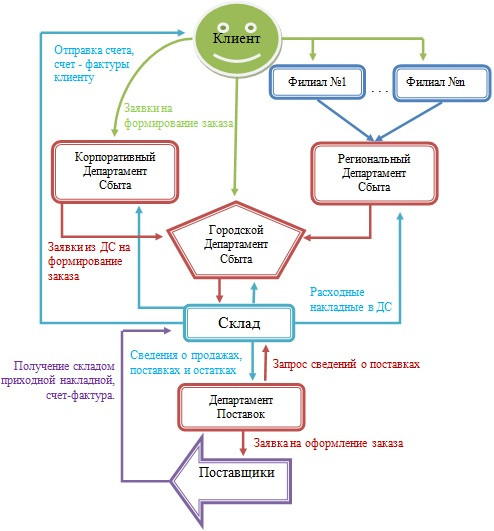 Клиент
Отправка счета,
счет - фактуры
клиенту
Филиал №1
. . .
Филиал №n
Заявки на
формирование заказа
Корпоративный
Департамент
Сбыта
Региональный
Департамент
Сбыта
Городской
Департамент
Сбыта
Заявки из ДС на
формирование
заказа
Расходные
накладные в ДС
Склад
Сведения о продажах,
поставках и остатках
Запрос сведений о поставках
Получение складом
приходной накладной,
счет-фактура.
Департамент
Поставок
Заявка на оформление заказа
Поставщики